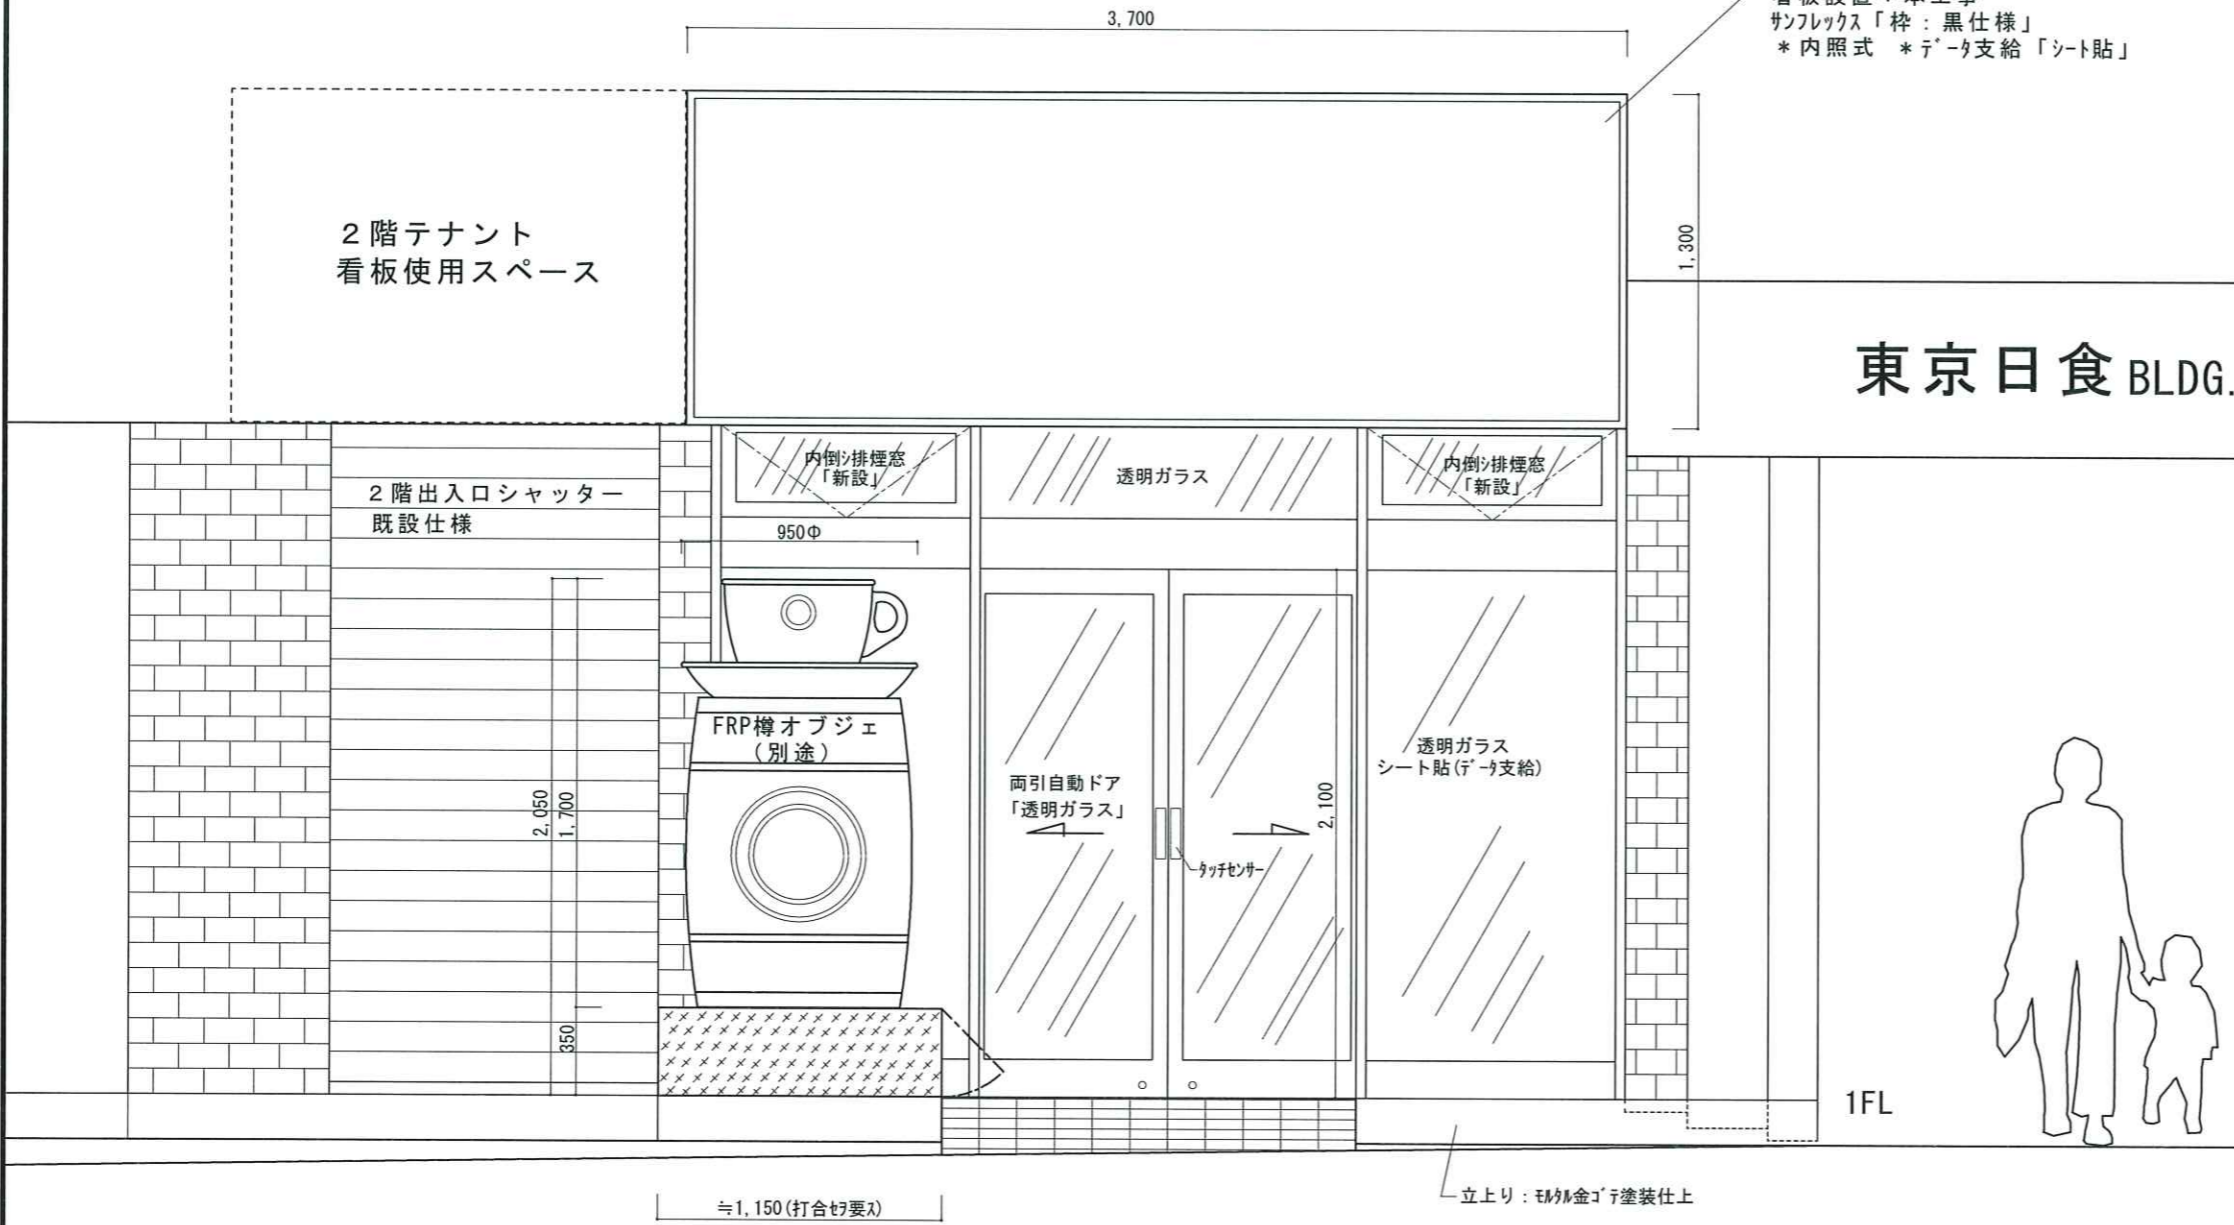 3,700
サンフレックス「枠：黒仕様」
＊内照式 ＊データ支給「シート貼」
2階テナント
看板使用スペース
1,300
東京日食 BLDG.
内倒シ排煙窓
「新設」
透明ガラス
内倒シ排煙窓
「新設」
2階出入口シャッター
既設仕様
950Φ
FRP樽オブジェ
(別途)
2,050
1,700
350
両引自動ドア
「透明ガラス」
タッチセンサー
2,100
透明ガラス
シート貼(データ支給)
1FL
≒1,150(打合セヲ要ス)
立上り：モルタル金ゴテ塗装仕上